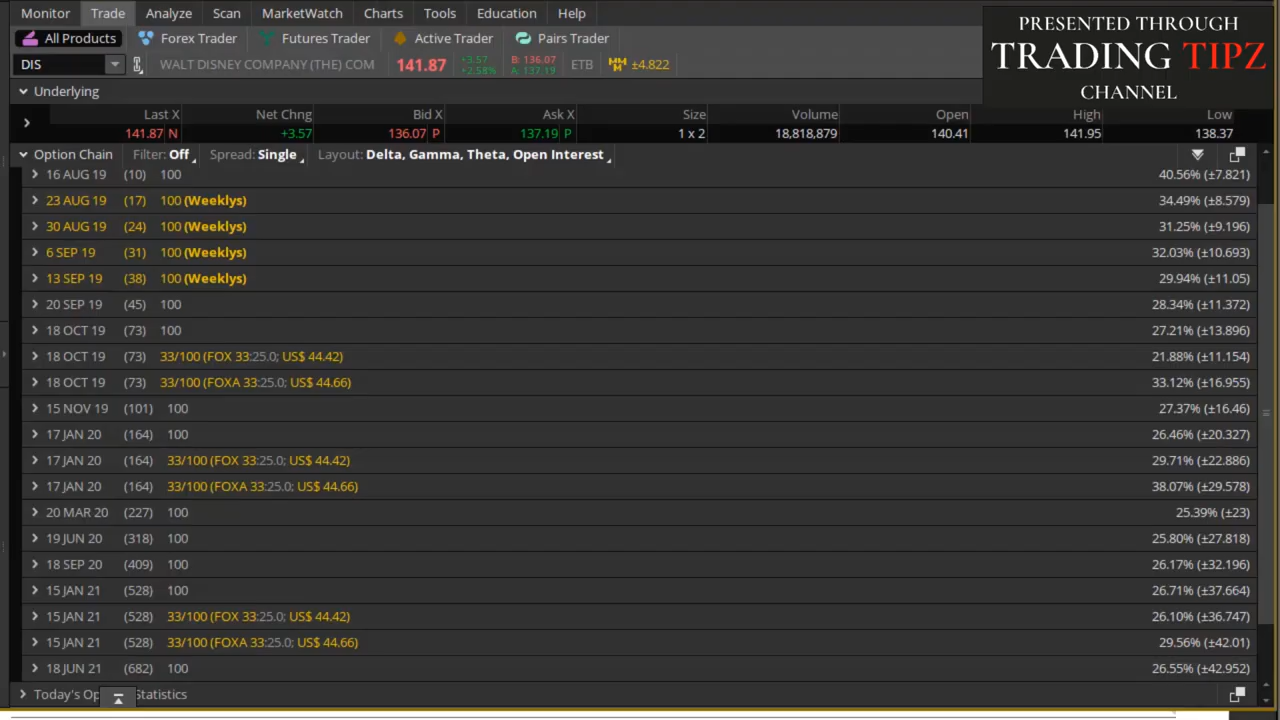 Monitor Trade Analyze Scan MarketWatch Charts Tools Education Help
PRESENTED THROUGH
TRADING TIPZ
CHANNEL
All Products Forex Trader Futures Trader Active Trader Pairs Trader
DIS WALT DISNEY COMPANY (THE) COM 141.87 +3.57 +2.58% B: 136.07 A: 137.19 ETB ±4.822
Underlying
Last X Net Chng Bid X Ask X Size Volume Open High Low
141.87 N +3.57 136.07 P 137.19 P 1 x 2 18,818,879 140.41 141.95 138.37
Option Chain Filter: Off Spread: Single Layout: Delta, Gamma, Theta, Open Interest
16 AUG 19 (10) 100 40.56% (±7.821)
23 AUG 19 (17) 100 (Weeklys) 34.49% (±8.579)
30 AUG 19 (24) 100 (Weeklys) 31.25% (±9.196)
6 SEP 19 (31) 100 (Weeklys) 32.03% (±10.693)
13 SEP 19 (38) 100 (Weeklys) 29.94% (±11.05)
20 SEP 19 (45) 100 28.34% (±11.372)
18 OCT 19 (73) 100 27.21% (±13.896)
18 OCT 19 (73) 33/100 (FOX 33:25.0; US$ 44.42) 21.88% (±11.154)
18 OCT 19 (73) 33/100 (FOXA 33:25.0; US$ 44.66) 33.12% (±16.955)
15 NOV 19 (101) 100 27.37% (±16.46)
17 JAN 20 (164) 100 26.46% (±20.327)
17 JAN 20 (164) 33/100 (FOX 33:25.0; US$ 44.42) 29.71% (±22.886)
17 JAN 20 (164) 33/100 (FOXA 33:25.0; US$ 44.66) 38.07% (±29.578)
20 MAR 20 (227) 100 25.39% (±23)
19 JUN 20 (318) 100 25.80% (±27.818)
18 SEP 20 (409) 100 26.17% (±32.196)
15 JAN 21 (528) 100 26.71% (±37.664)
15 JAN 21 (528) 33/100 (FOX 33:25.0; US$ 44.42) 26.10% (±36.747)
15 JAN 21 (528) 33/100 (FOXA 33:25.0; US$ 44.66) 29.56% (±42.01)
18 JUN 21 (682) 100 26.55% (±42.952)
Today's Op Statistics